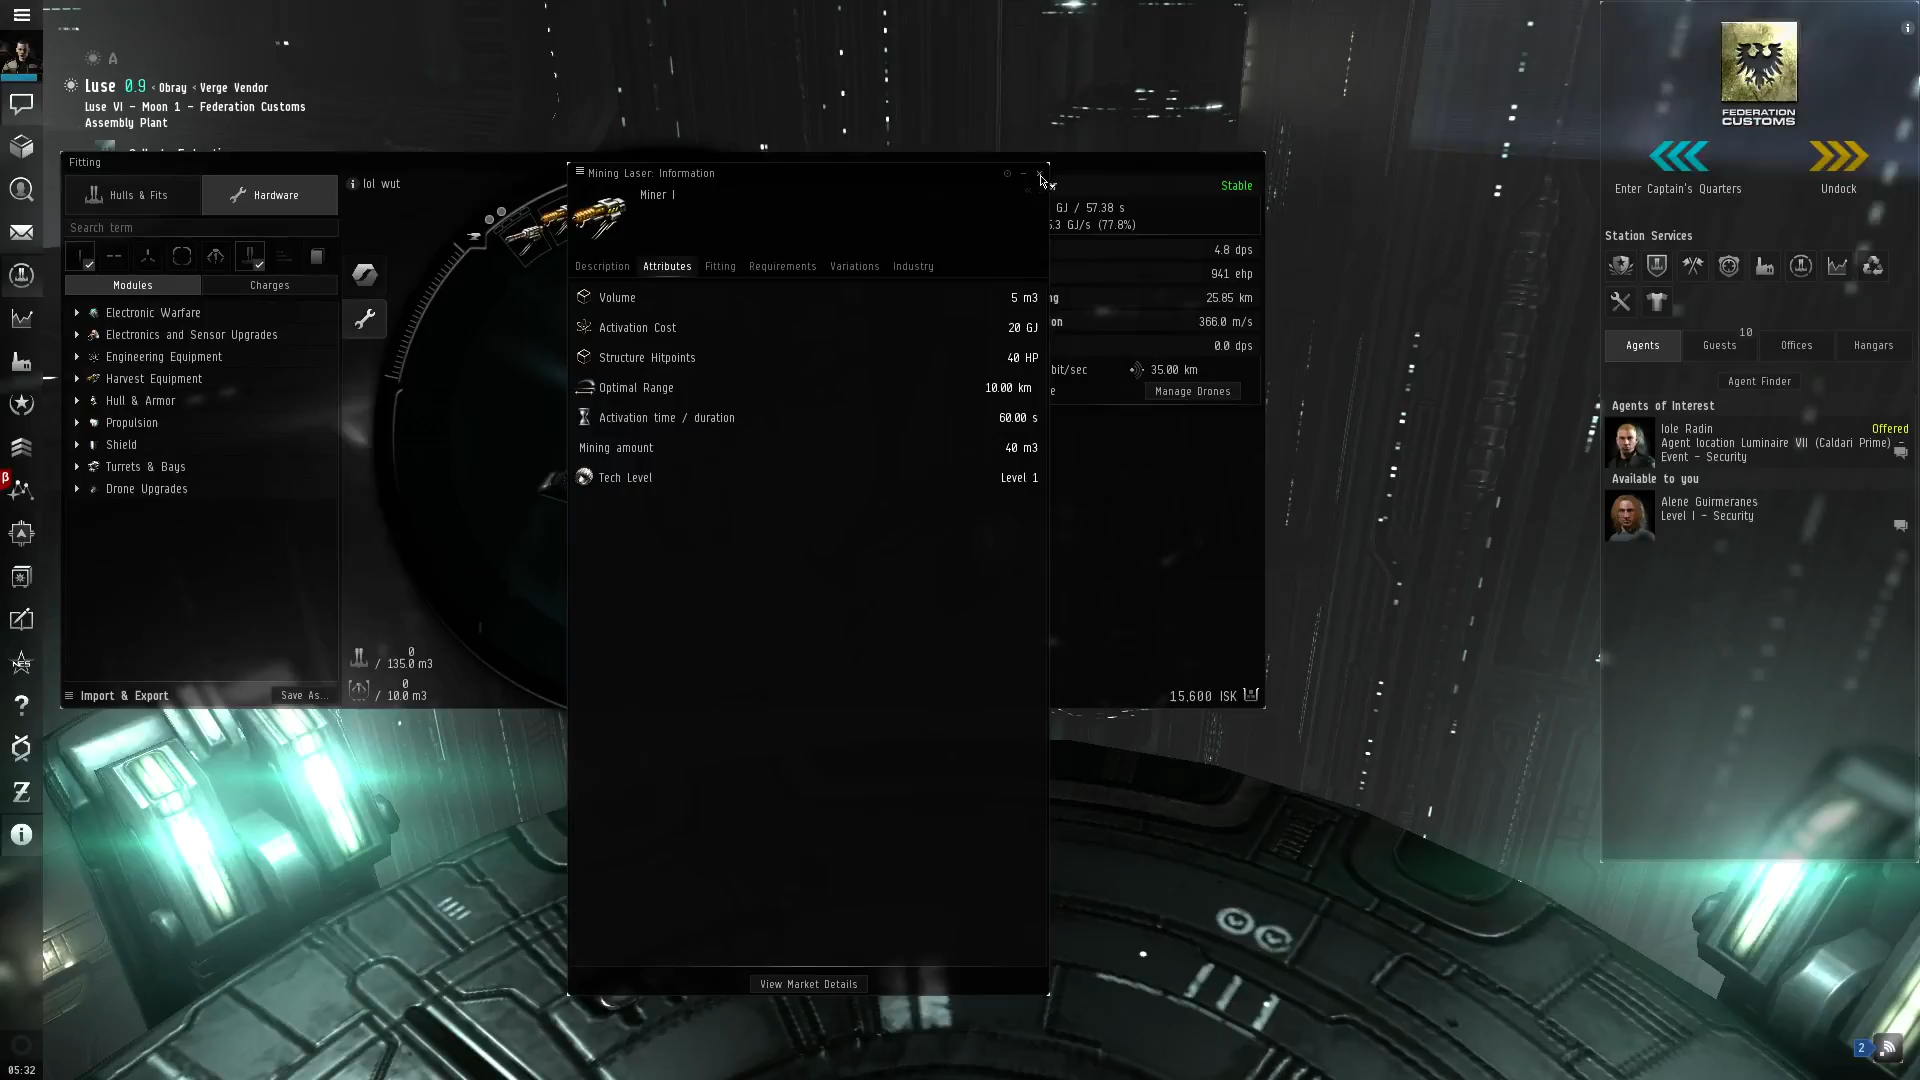 A
Luse 0.9 < Obray < Verge Vendor
Luse VI - Moon 1 - Federation Customs
Assembly Plant
Fitting
Hulls & Fits
Hardware
lol wut
Search term
Modules
Charges
Electronic Warfare
Electronics and Sensor Upgrades
Engineering Equipment
Harvest Equipment
Hull & Armor
Propulsion
Shield
Turrets & Bays
Drone Upgrades
0
/ 135.0 m3
0
/ 10.0 m3
Import & Export
Save As...
Mining Laser: Information
Miner I
Description
Attributes
Fitting
Requirements
Variations
Industry
Volume 5 m3
Activation Cost 20 GJ
Structure Hitpoints 40 HP
Optimal Range 10.00 km
Activation time / duration 60.00 s
Mining amount 40 m3
Tech Level Level 1
View Market Details
Stable
GJ / 57.38 s
5.3 GJ/s (77.8%)
4.8 dps
941 ehp
ng 25.85 km
on 366.0 m/s
0.0 dps
bit/sec 35.00 km
e Manage Drones
15,600 ISK
FEDERATION
CUSTOMS
Enter Captain's Quarters
Undock
Station Services
10
Agents
Guests
Offices
Hangars
Agent Finder
Agents of Interest
Iole Radin Offered
Agent location Luminaire VII (Caldari Prime) -
Event - Security
Available to you
Alene Guirmeranes
Level I - Security
β
NES
?
Z
05:32
2